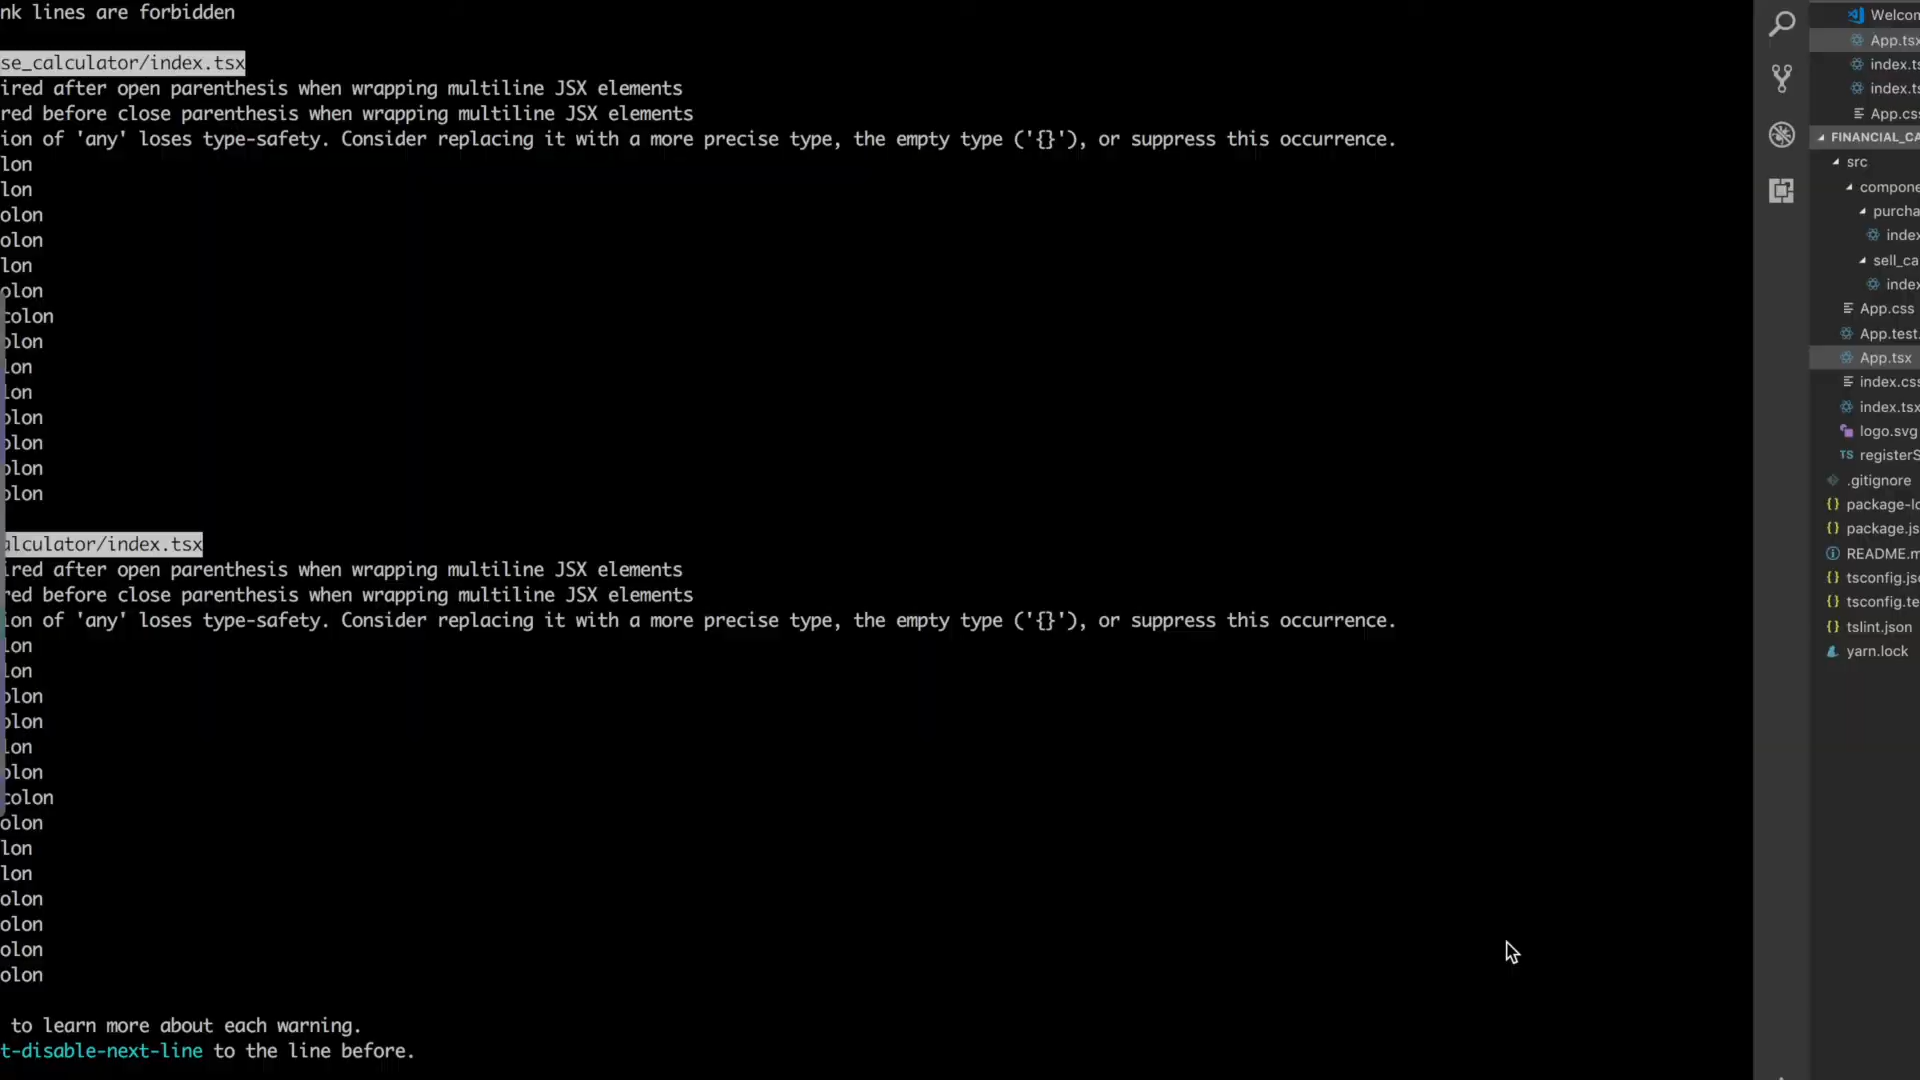 nk lines are forbidden
se_calculator/index.tsx
ired after open parenthesis when wrapping multiline JSX elements
red before close parenthesis when wrapping multiline JSX elements
ion of 'any' loses type-safety. Consider replacing it with a more precise type, the empty type ('{}'), or suppress this occurrence.
lon
lon
olon
olon
lon
olon
colon
olon
lon
lon
olon
olon
olon
olon
alculator/index.tsx
ired after open parenthesis when wrapping multiline JSX elements
red before close parenthesis when wrapping multiline JSX elements
ion of 'any' loses type-safety. Consider replacing it with a more precise type, the empty type ('{}'), or suppress this occurrence.
lon
lon
olon
olon
lon
olon
colon
olon
lon
lon
olon
olon
olon
olon
to learn more about each warning.
t-disable-next-line to the line before.
Welcon
App.tsx
index.ts
index.ts
App.cs
FINANCIAL_CA
src
compone
purcha
index
sell_ca
index
App.css
App.test.
App.tsx
index.css
index.tsx
logo.svg
TS registerS
.gitignore
{} package-lo
{} package.js
README.m
{} tsconfig.js
{} tsconfig.te
{} tslint.json
yarn.lock